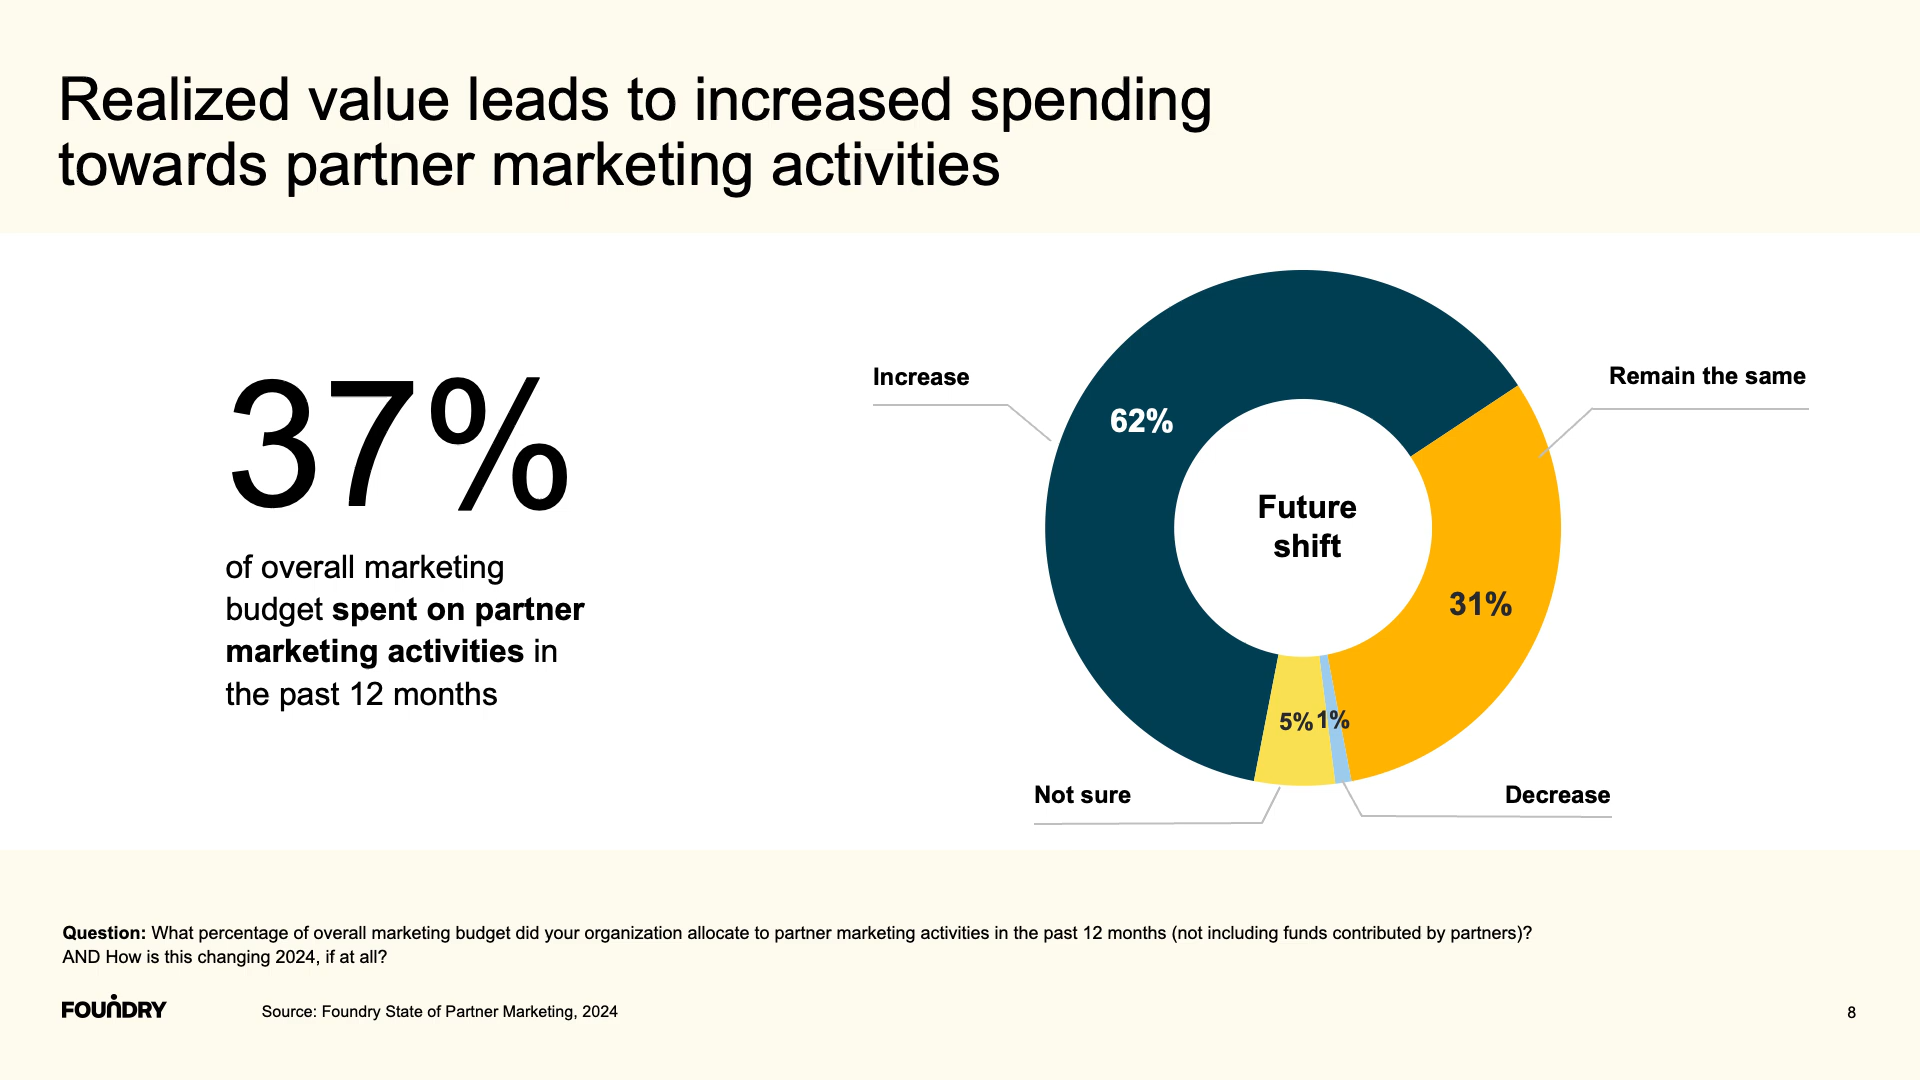 Realized value leads to increased spending
towards partner marketing activities
37%
of overall marketing
budget spent on partner
marketing activities in
the past 12 months
Increase
62%
Remain the same
Future
shift
31%
5%
1%
Not sure
Decrease
Question: What percentage of overall marketing budget did your organization allocate to partner marketing activities in the past 12 months (not including funds contributed by partners)?
AND How is this changing 2024, if at all?
FOUNDRY
Source: Foundry State of Partner Marketing, 2024
8